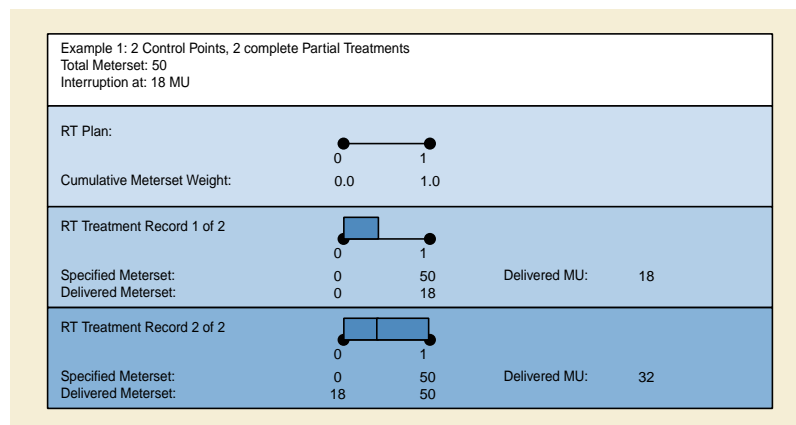 Example 1: 2 Control Points, 2 complete Partial Treatments
Total Meterset: 50
Interruption at: 18 MU
RT Plan:
0 1
Cumulative Meterset Weight: 0.0 1.0
RT Treatment Record 1 of 2
0 1
Specified Meterset: 0 50 Delivered MU: 18
Delivered Meterset: 0 18
RT Treatment Record 2 of 2
0 1
Specified Meterset: 0 50 Delivered MU: 32
Delivered Meterset: 18 50